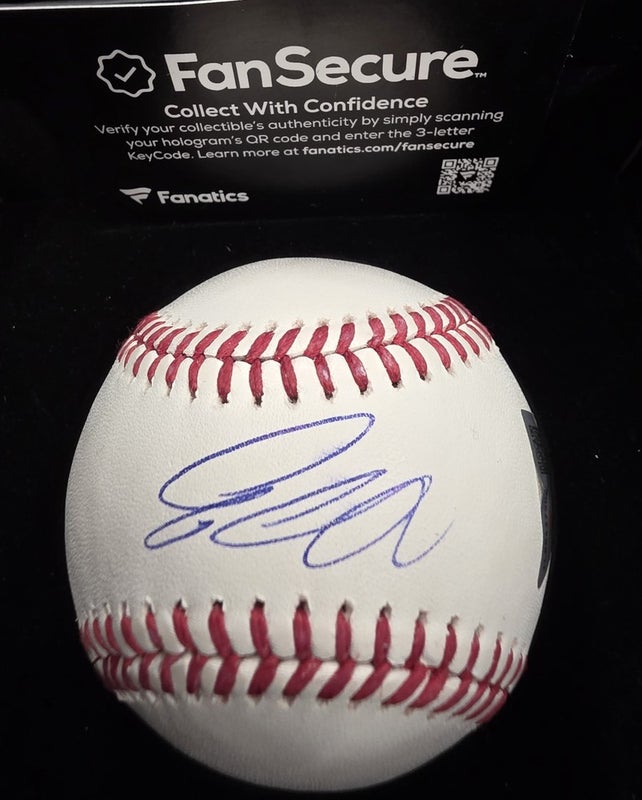 FanSecure™
Collect With Confidence
Verify your collectible's authenticity by simply scanning
your hologram's QR code and enter the 3-letter
KeyCode. Learn more at fanatics.com/fansecure
Fanatics